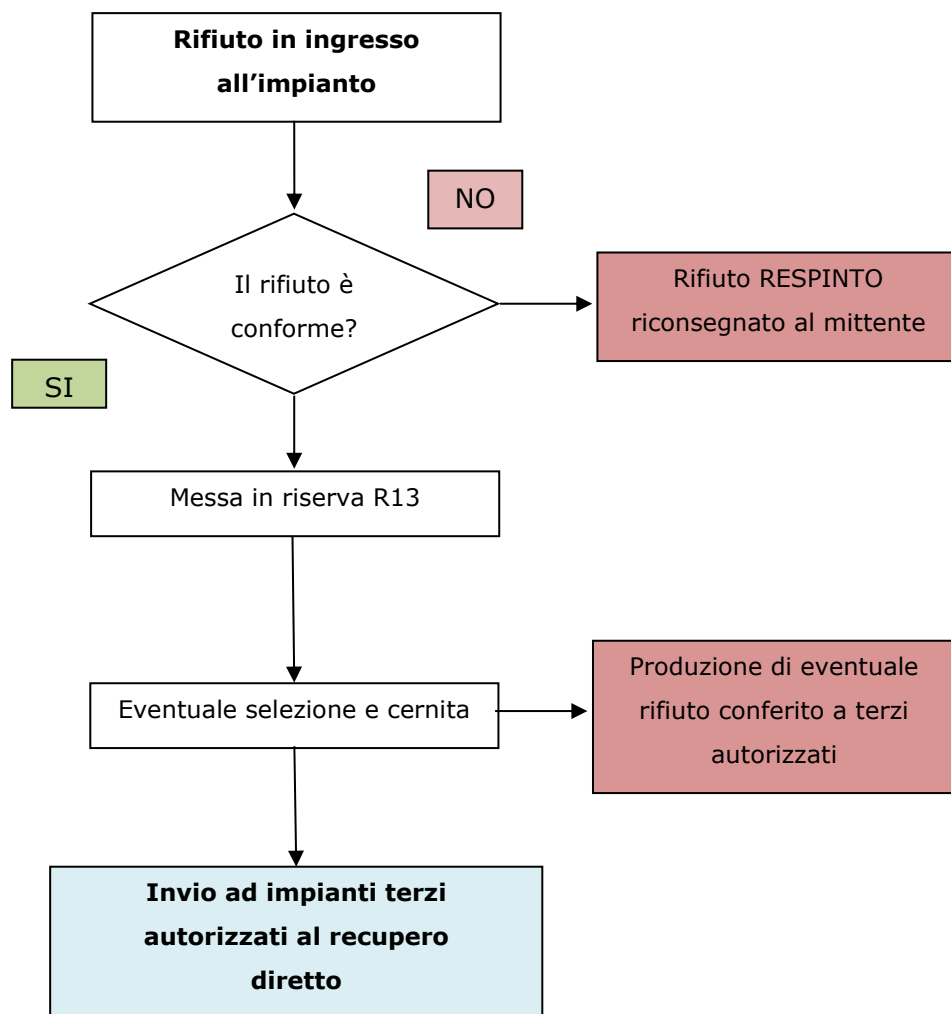 Rifiuto in ingresso
all’impianto
NO
Il rifiuto è
conforme?
Rifiuto RESPINTO
riconsegnato al mittente
SI
Messa in riserva R13
Eventuale selezione e cernita
Produzione di eventuale
rifiuto conferito a terzi
autorizzati
Invio ad impianti terzi
autorizzati al recupero
diretto